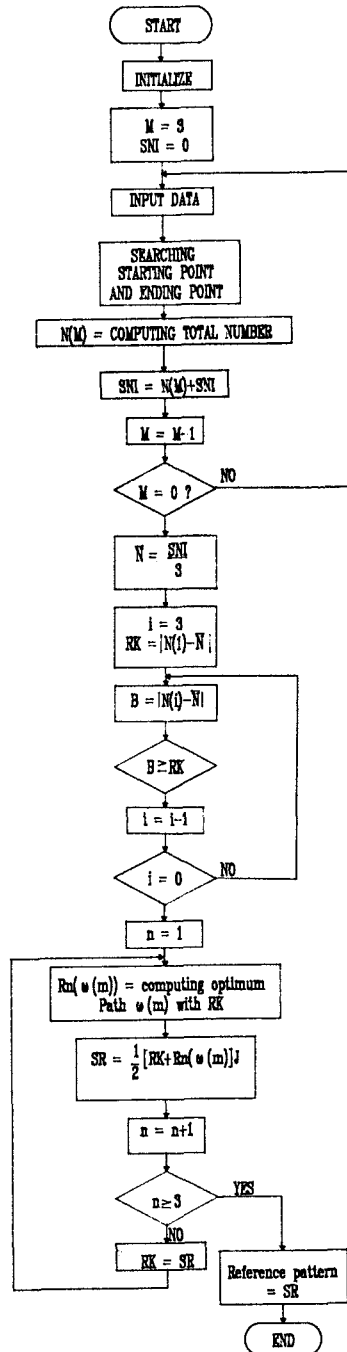 START
INITIALIZE
M = 3
SNI = 0
INPUT DATA
SEARCHING
STARTING POINT
AND ENDING POINT
N(M) = COMPUTING TOTAL NUMBER
SNI = N(M)+SNI
M = M-1
M = 0 ?
NO
N̄ = SNI
3
i = 3
RK = |N(1)-N̄ |
B = |N(i)-N̄|
B ≥ RK
i = i-1
i = 0
NO
n = 1
Rn( ω (m)) = computing optimum
Path ω (m) with RK
SR = 1/2 [RK+Rn( ω (m)]J
n = n+1
n ≥ 3
YES
NO
RK = SR
Reference pattern
= SR
END